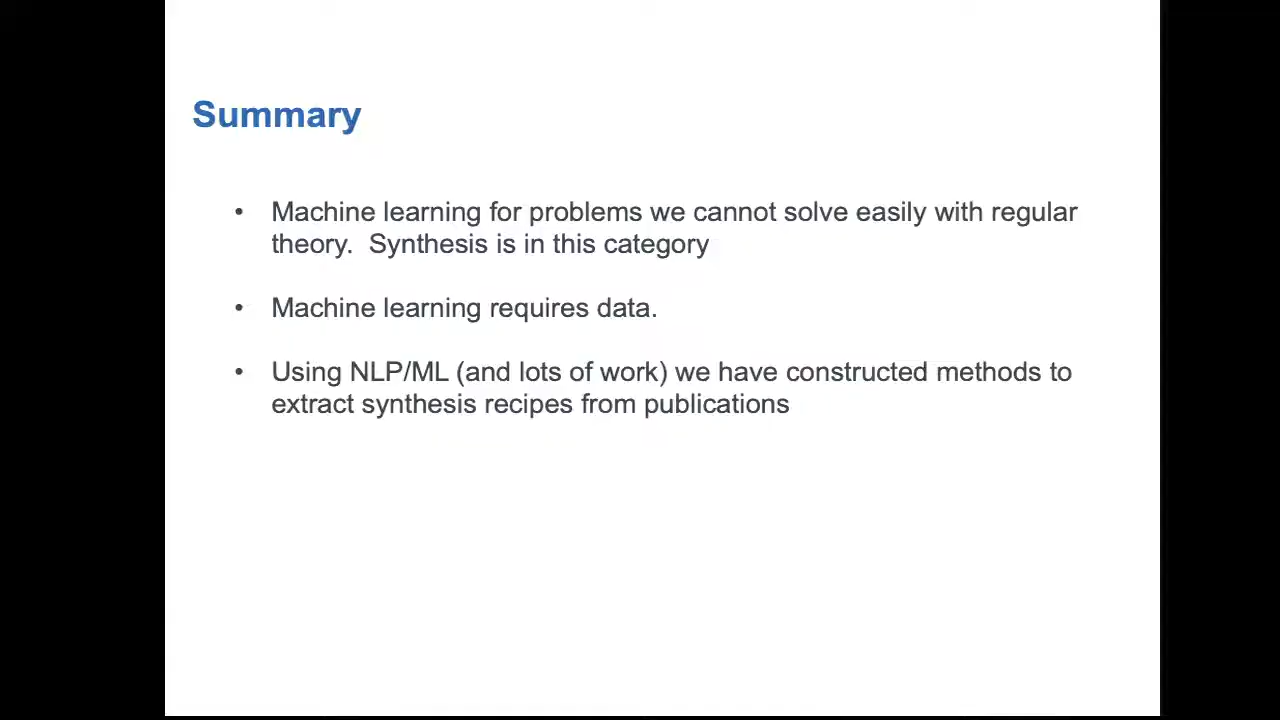 Summary
• Machine learning for problems we cannot solve easily with regular
theory.  Synthesis is in this category
• Machine learning requires data.
• Using NLP/ML (and lots of work) we have constructed methods to
extract synthesis recipes from publications